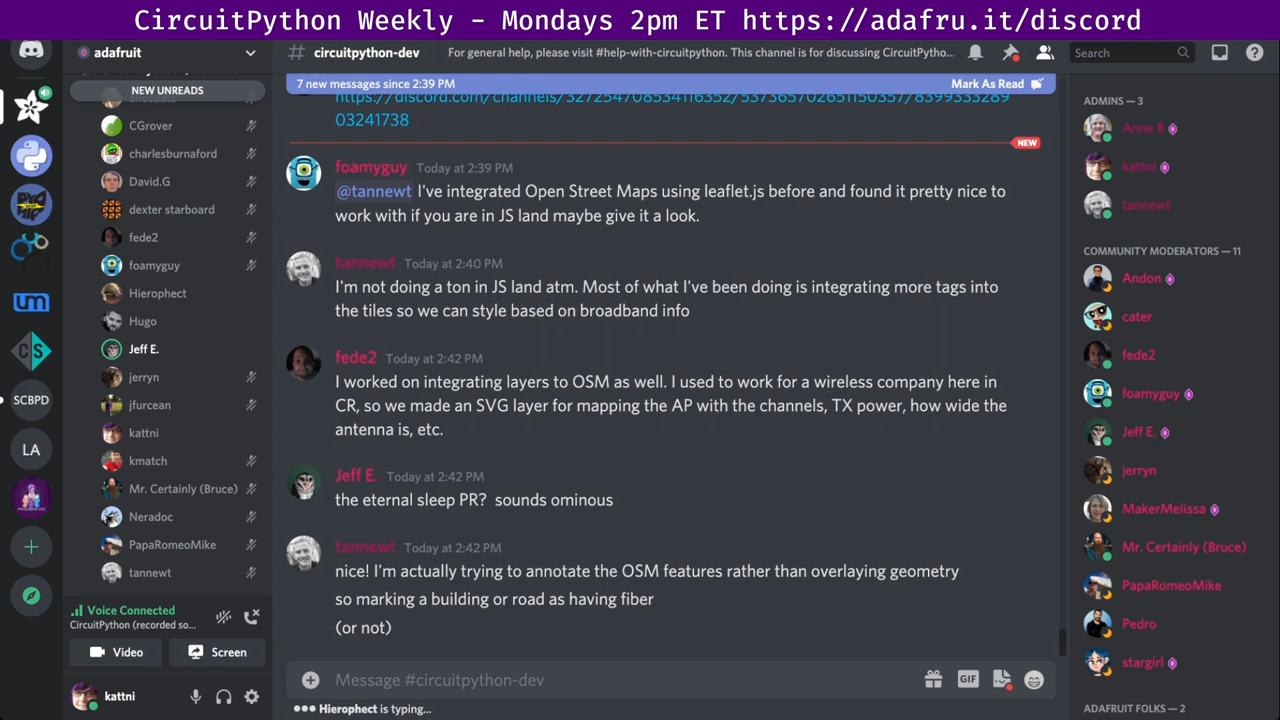 CircuitPython Weekly - Mondays 2pm ET https://adafru.it/discord
adafruit
NEW UNREADS
CGrover
charlesburnaford
David.G
dexter starboard
fede2
foamyguy
Hierophect
Hugo
Jeff E.
jerryn
jfurcean
kattni
kmatch
Mr. Certainly (Bruce)
Neradoc
PapaRomeoMike
tannewt
Voice Connected
CircuitPython (recorded so...
Video
Screen
kattni
SCBPD
LA
# circuitpython-dev
For general help, please visit #help-with-circuitpython. This channel is for discussing CircuitPytho...
Search
7 new messages since 2:39 PM
Mark As Read
https://discord.com/channels/327254708534116352/537365702651150357/8399333289
03241738
NEW
foamyguy Today at 2:39 PM
@tannewt I've integrated Open Street Maps using leaflet.js before and found it pretty nice to
work with if you are in JS land maybe give it a look.
tannewt Today at 2:40 PM
I'm not doing a ton in JS land atm. Most of what I've been doing is integrating more tags into
the tiles so we can style based on broadband info
fede2 Today at 2:42 PM
I worked on integrating layers to OSM as well. I used to work for a wireless company here in
CR, so we made an SVG layer for mapping the AP with the channels, TX power, how wide the
antenna is, etc.
Jeff E. Today at 2:42 PM
the eternal sleep PR? sounds ominous
tannewt Today at 2:42 PM
nice! I'm actually trying to annotate the OSM features rather than overlaying geometry
so marking a building or road as having fiber
(or not)
Message #circuitpython-dev
GIF
Hierophect is typing...
ADMINS — 3
Anne B
kattni
tannewt
COMMUNITY MODERATORS — 11
Andon
cater
fede2
foamyguy
Jeff E.
jerryn
MakerMelissa
Mr. Certainly (Bruce)
PapaRomeoMike
Pedro
stargirl
ADAFRUIT FOLKS — 2